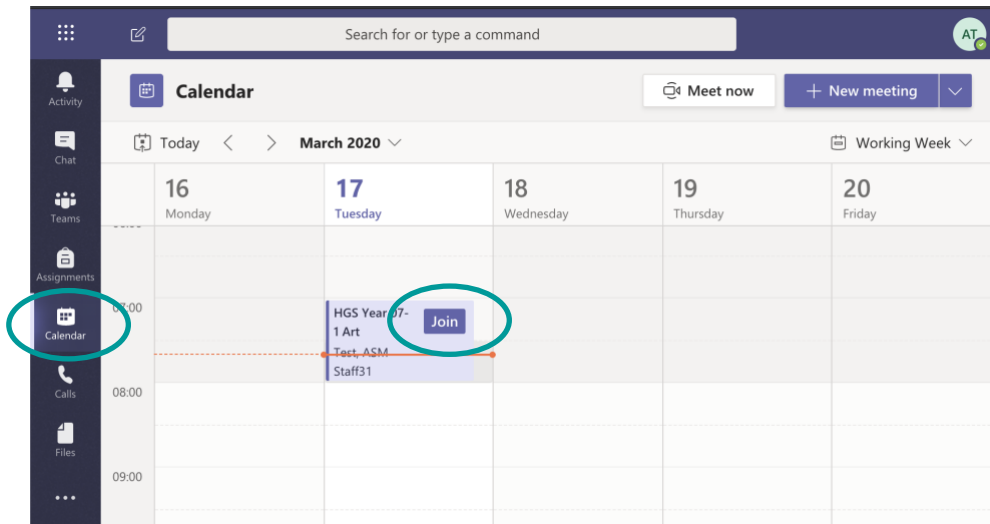 Search for or type a command
AT
Activity
Chat
Teams
Assignments
Calendar
Calls
Files
Calendar
Meet now
New meeting
Today
March 2020
Working Week
16
Monday
17
Tuesday
18
Wednesday
19
Thursday
20
Friday
07:00
HGS Year 07-
1 Art
Join
Test, ASM
Staff31
08:00
09:00